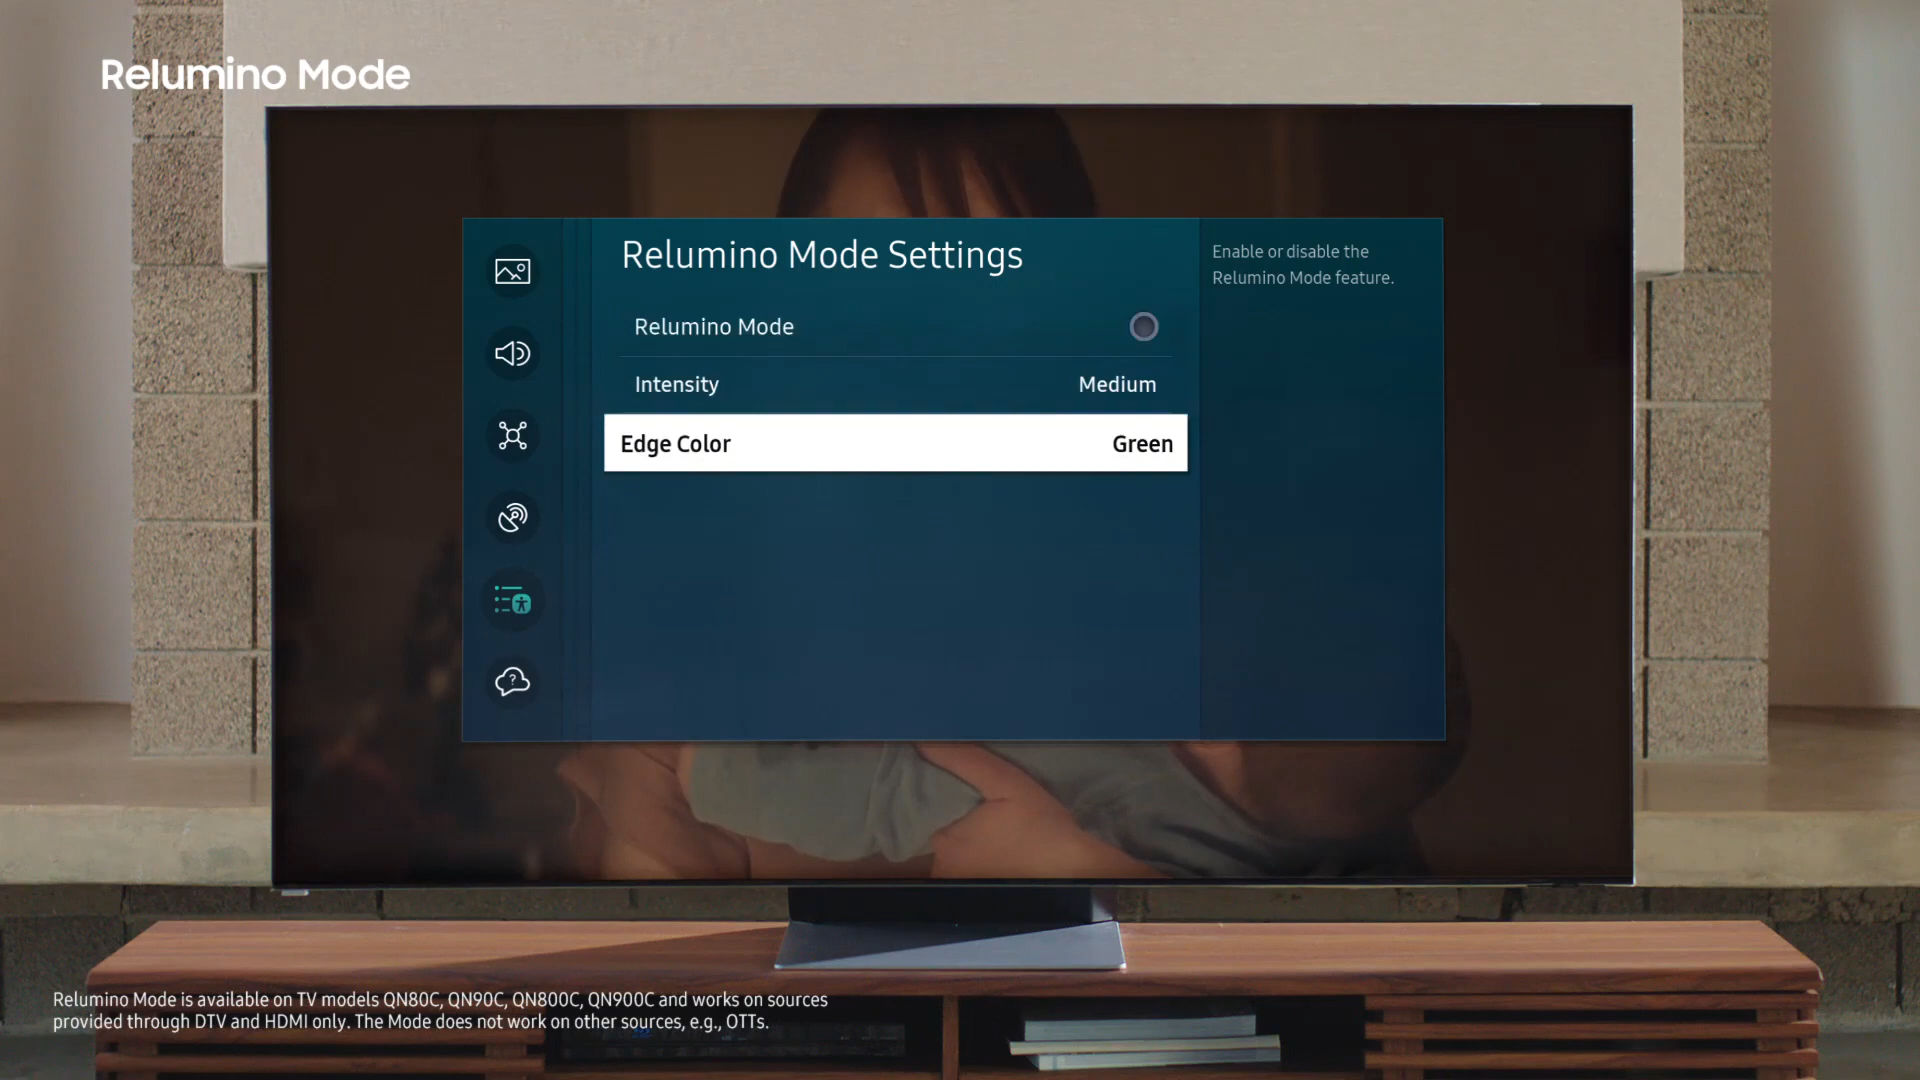 Relumino Mode
Relumino Mode Settings
Relumino Mode
Intensity Medium
Edge Color Green
Enable or disable the
Relumino Mode feature.
?
Relumino Mode is available on TV models QN80C, QN90C, QN800C, QN900C and works on sources
provided through DTV and HDMI only. The Mode does not work on other sources, e.g., OTTs.